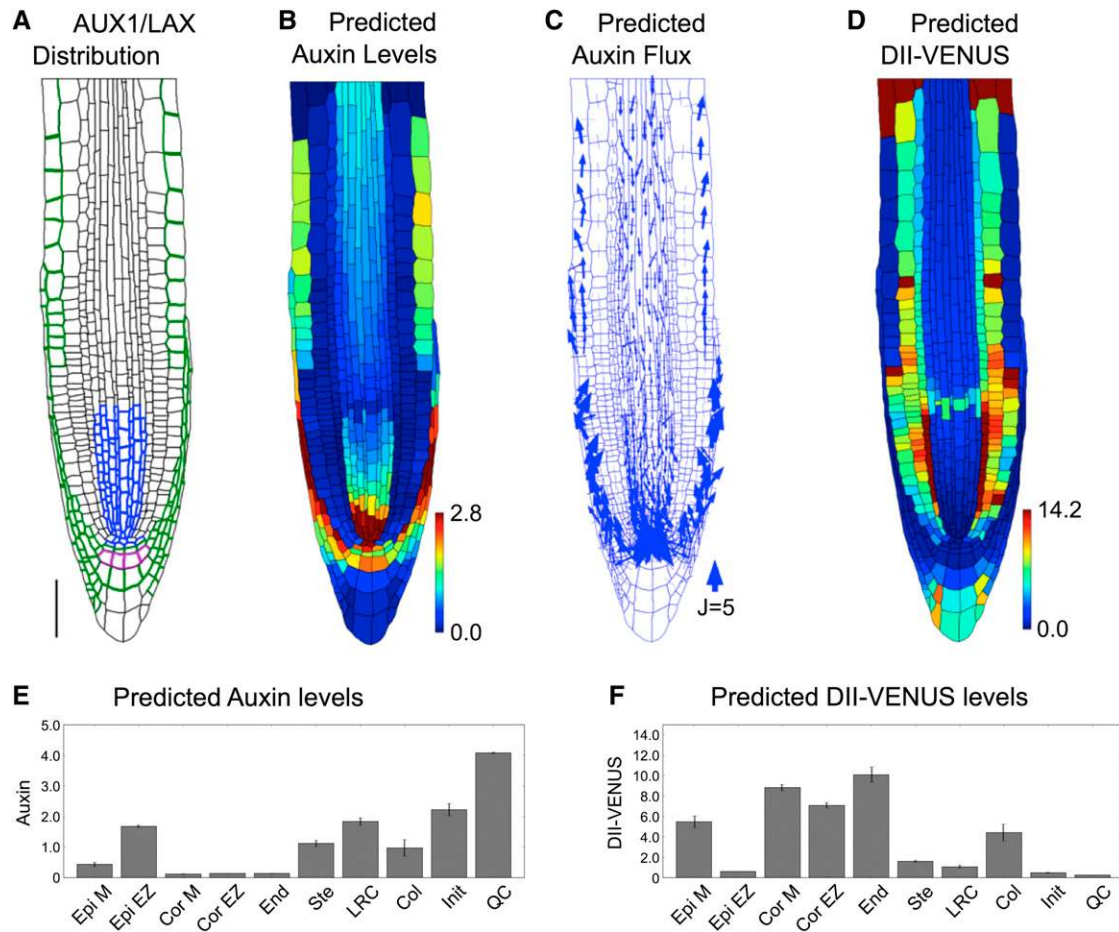 A AUX1/LAX
Distribution
B Predicted
Auxin Levels
C Predicted
Auxin Flux
D Predicted
DII-VENUS
2.8
0.0
J=5
14.2
0.0
E Predicted Auxin levels
5.0
4.0
3.0
2.0
1.0
0
Auxin
Epi M
Epi EZ
Cor M
Cor EZ
End
Ste
LRC
Col
Init
QC
F Predicted DII-VENUS levels
14.0
12.0
10.0
8.0
6.0
4.0
2.0
0
DII-VENUS
Epi M
Epi EZ
Cor M
Cor EZ
End
Ste
LRC
Col
Init
QC